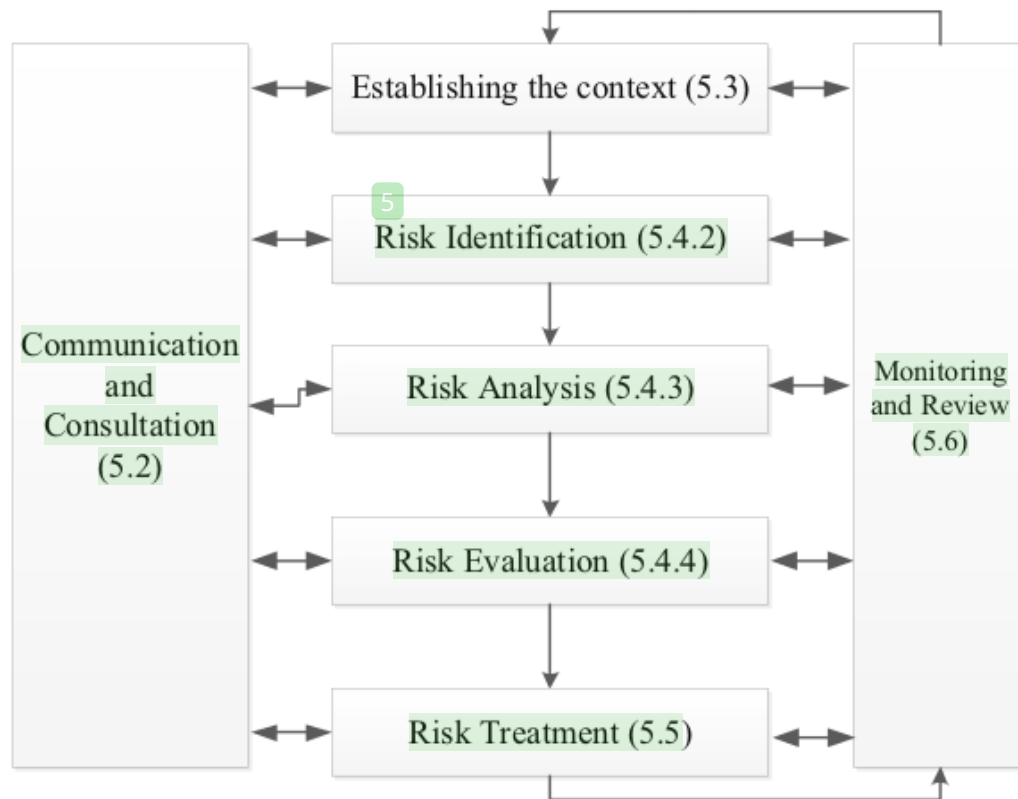 Establishing the context (5.3)
5
Risk Identification (5.4.2)
Communication
and
Consultation
(5.2)
Risk Analysis (5.4.3)
Monitoring
and Review
(5.6)
Risk Evaluation (5.4.4)
Risk Treatment (5.5)